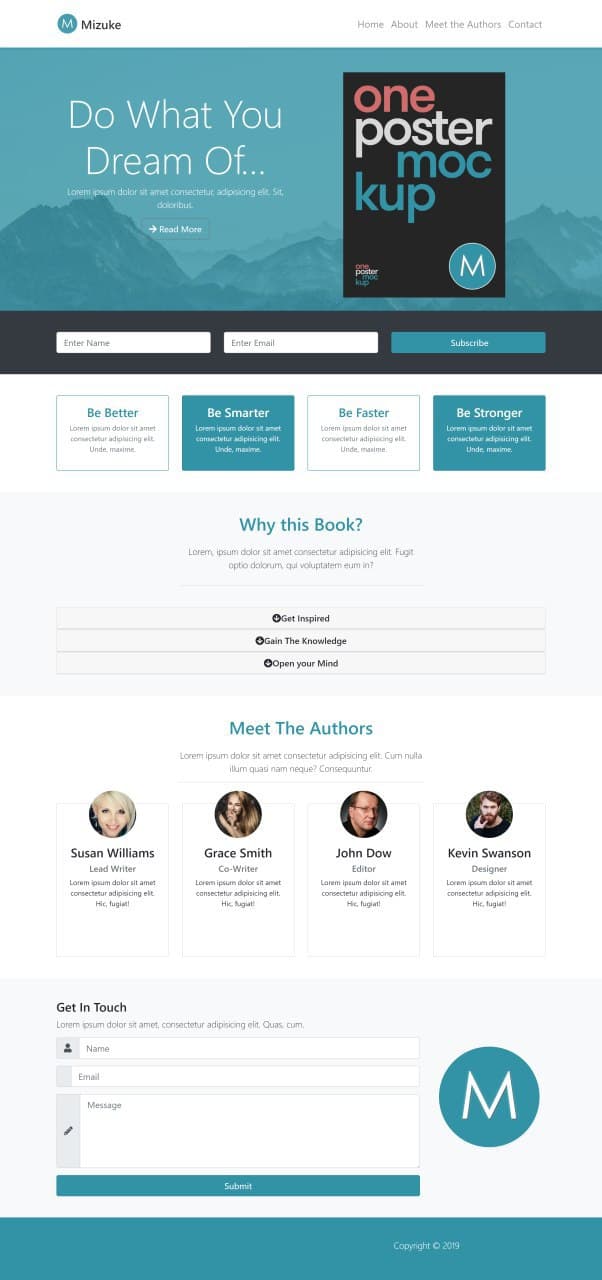 M Mizuke
Home About Meet the Authors Contact
Do What You
Dream Of...
Lorem ipsum dolor sit amet consectetur, adipisicing elit. Sit,
doloribus.
Read More
one
poster
moc
kup
one
poster
moc
kup
M
Enter Name
Enter Email
Subscribe
Be Better
Lorem ipsum dolor sit amet
consectetur adipisicing elit.
Unde, maxime.
Be Smarter
Lorem ipsum dolor sit amet
consectetur adipisicing elit.
Unde, maxime.
Be Faster
Lorem ipsum dolor sit amet
consectetur adipisicing elit.
Unde, maxime.
Be Stronger
Lorem ipsum dolor sit amet
consectetur adipisicing elit.
Unde, maxime.
Why this Book?
Lorem, ipsum dolor sit amet consectetur adipisicing elit. Fugit
optio dolorum, qui voluptatem eum in?
Get Inspired
Gain The Knowledge
Open your Mind
Meet The Authors
Lorem ipsum dolor sit amet consectetur adipisicing elit. Cum nulla
illum quasi nam neque? Consequuntur.
Susan Williams
Lead Writer
Lorem ipsum dolor sit amet
consectetur adipisicing elit.
Hic, fugiat!
Grace Smith
Co-Writer
Lorem ipsum dolor sit amet
consectetur adipisicing elit.
Hic, fugiat!
John Dow
Editor
Lorem ipsum dolor sit amet
consectetur adipisicing elit.
Hic, fugiat!
Kevin Swanson
Designer
Lorem ipsum dolor sit amet
consectetur adipisicing elit.
Hic, fugiat!
Get In Touch
Lorem ipsum dolor sit amet, consectetur adipisicing elit. Quas, cum.
Name
Email
Message
Submit
M
Copyright © 2019